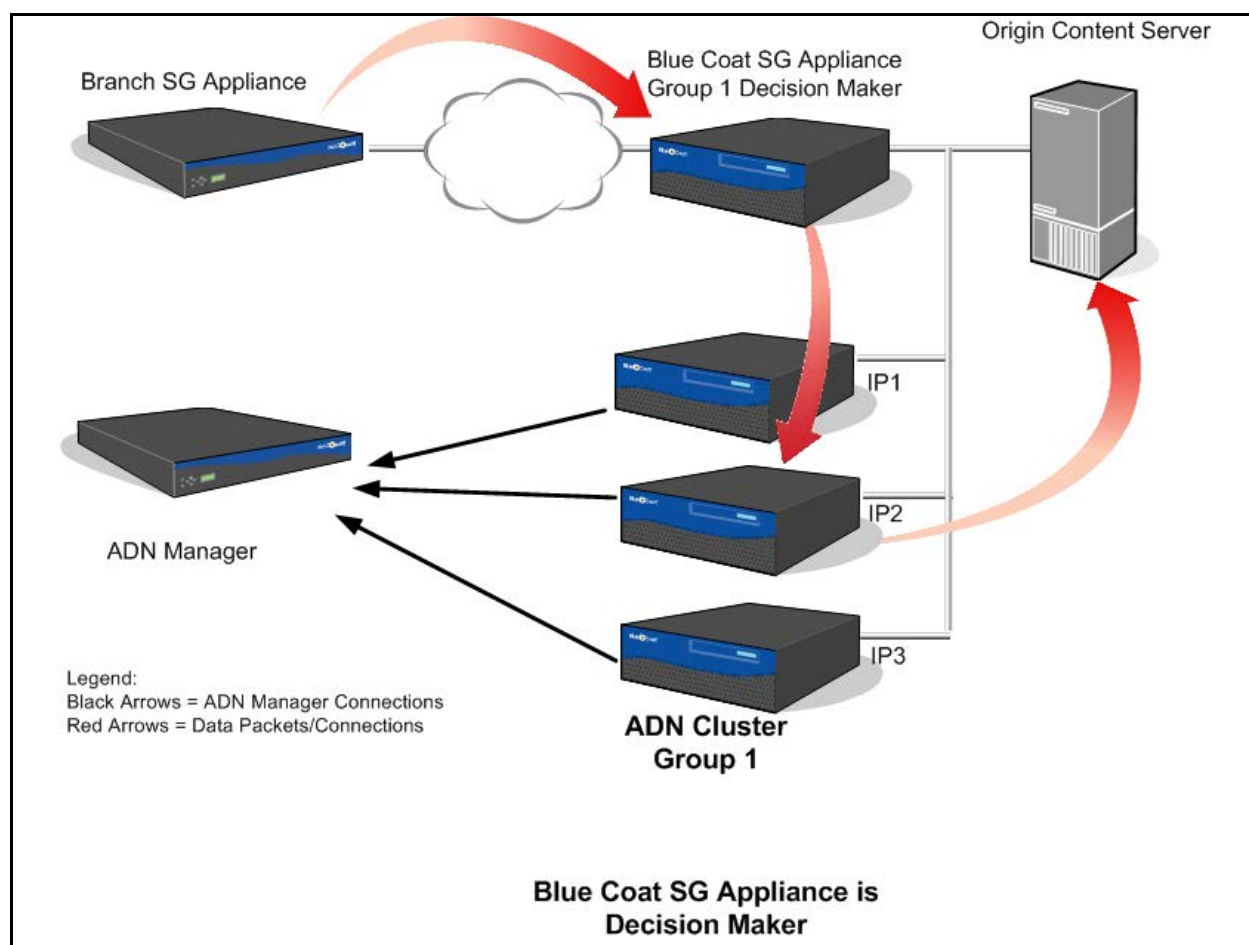 Origin Content Server
Blue Coat SG Appliance
Group 1 Decision Maker
Branch SG Appliance
IP1
IP2
ADN Manager
IP3
Legend:
Black Arrows = ADN Manager Connections
Red Arrows = Data Packets/Connections
ADN Cluster
Group 1
Blue Coat SG Appliance is
Decision Maker